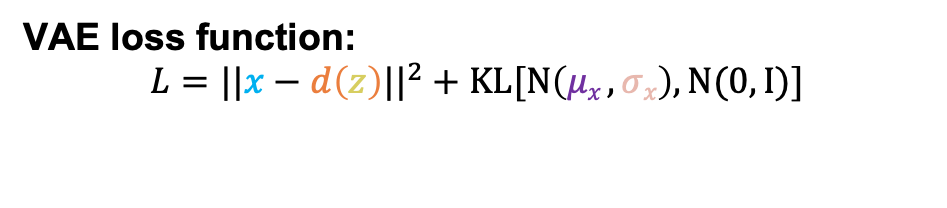 VAE loss function:
L = ||x − d(z)||² + KL[N(μₓ, σₓ), N(0, I)]